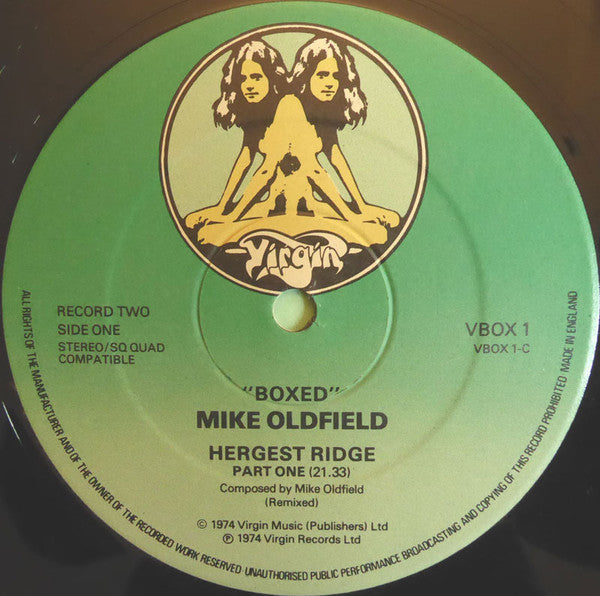 Virgin
RECORD TWO
SIDE ONE
STEREO/SQ QUAD
COMPATIBLE
VBOX 1
VBOX 1-C
"BOXED"
MIKE OLDFIELD
HERGEST RIDGE
PART ONE (21.33)
Composed by Mike Oldfield
(Remixed)
© 1974 Virgin Music (Publishers) Ltd
℗ 1974 Virgin Records Ltd
ALL RIGHTS OF THE MANUFACTURER AND OF THE OWNER OF THE RECORDED WORK RESERVED·UNAUTHORISED PUBLIC PERFORMANCE BROADCASTING AND COPYING OF THIS RECORD PROHIBITED MADE IN ENGLAND